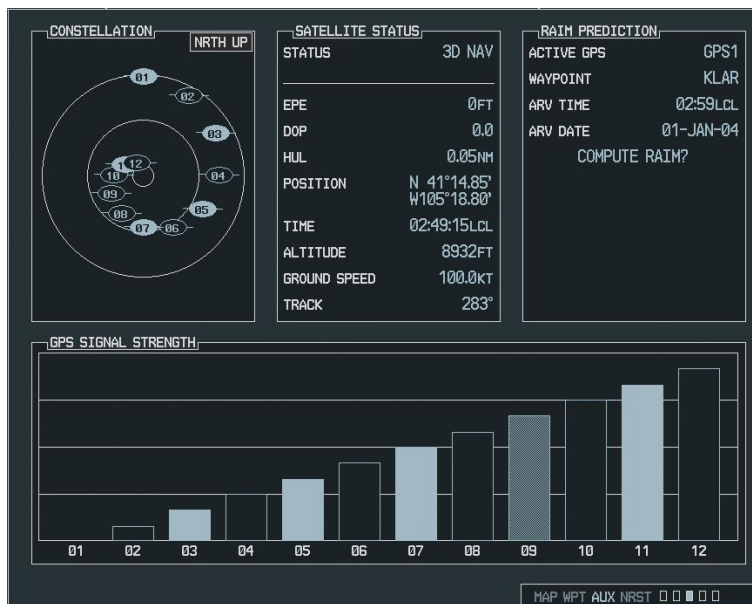 CONSTELLATION
NRTH UP
01
02
03
12
10
04
09
08
05
07
06
SATELLITE STATUS
STATUS 3D NAV
EPE 0FT
DOP 0.0
HUL 0.05NM
POSITION N 41°14.85'
W105°18.80'
TIME 02:49:15LCL
ALTITUDE 8932FT
GROUND SPEED 100.0KT
TRACK 283°
RAIM PREDICTION
ACTIVE GPS GPS1
WAYPOINT KLAR
ARV TIME 02:59LCL
ARV DATE 01-JAN-04
COMPUTE RAIM?
GPS SIGNAL STRENGTH
01 02 03 04 05 06 07 08 09 10 11 12
MAP WPT AUX NRST